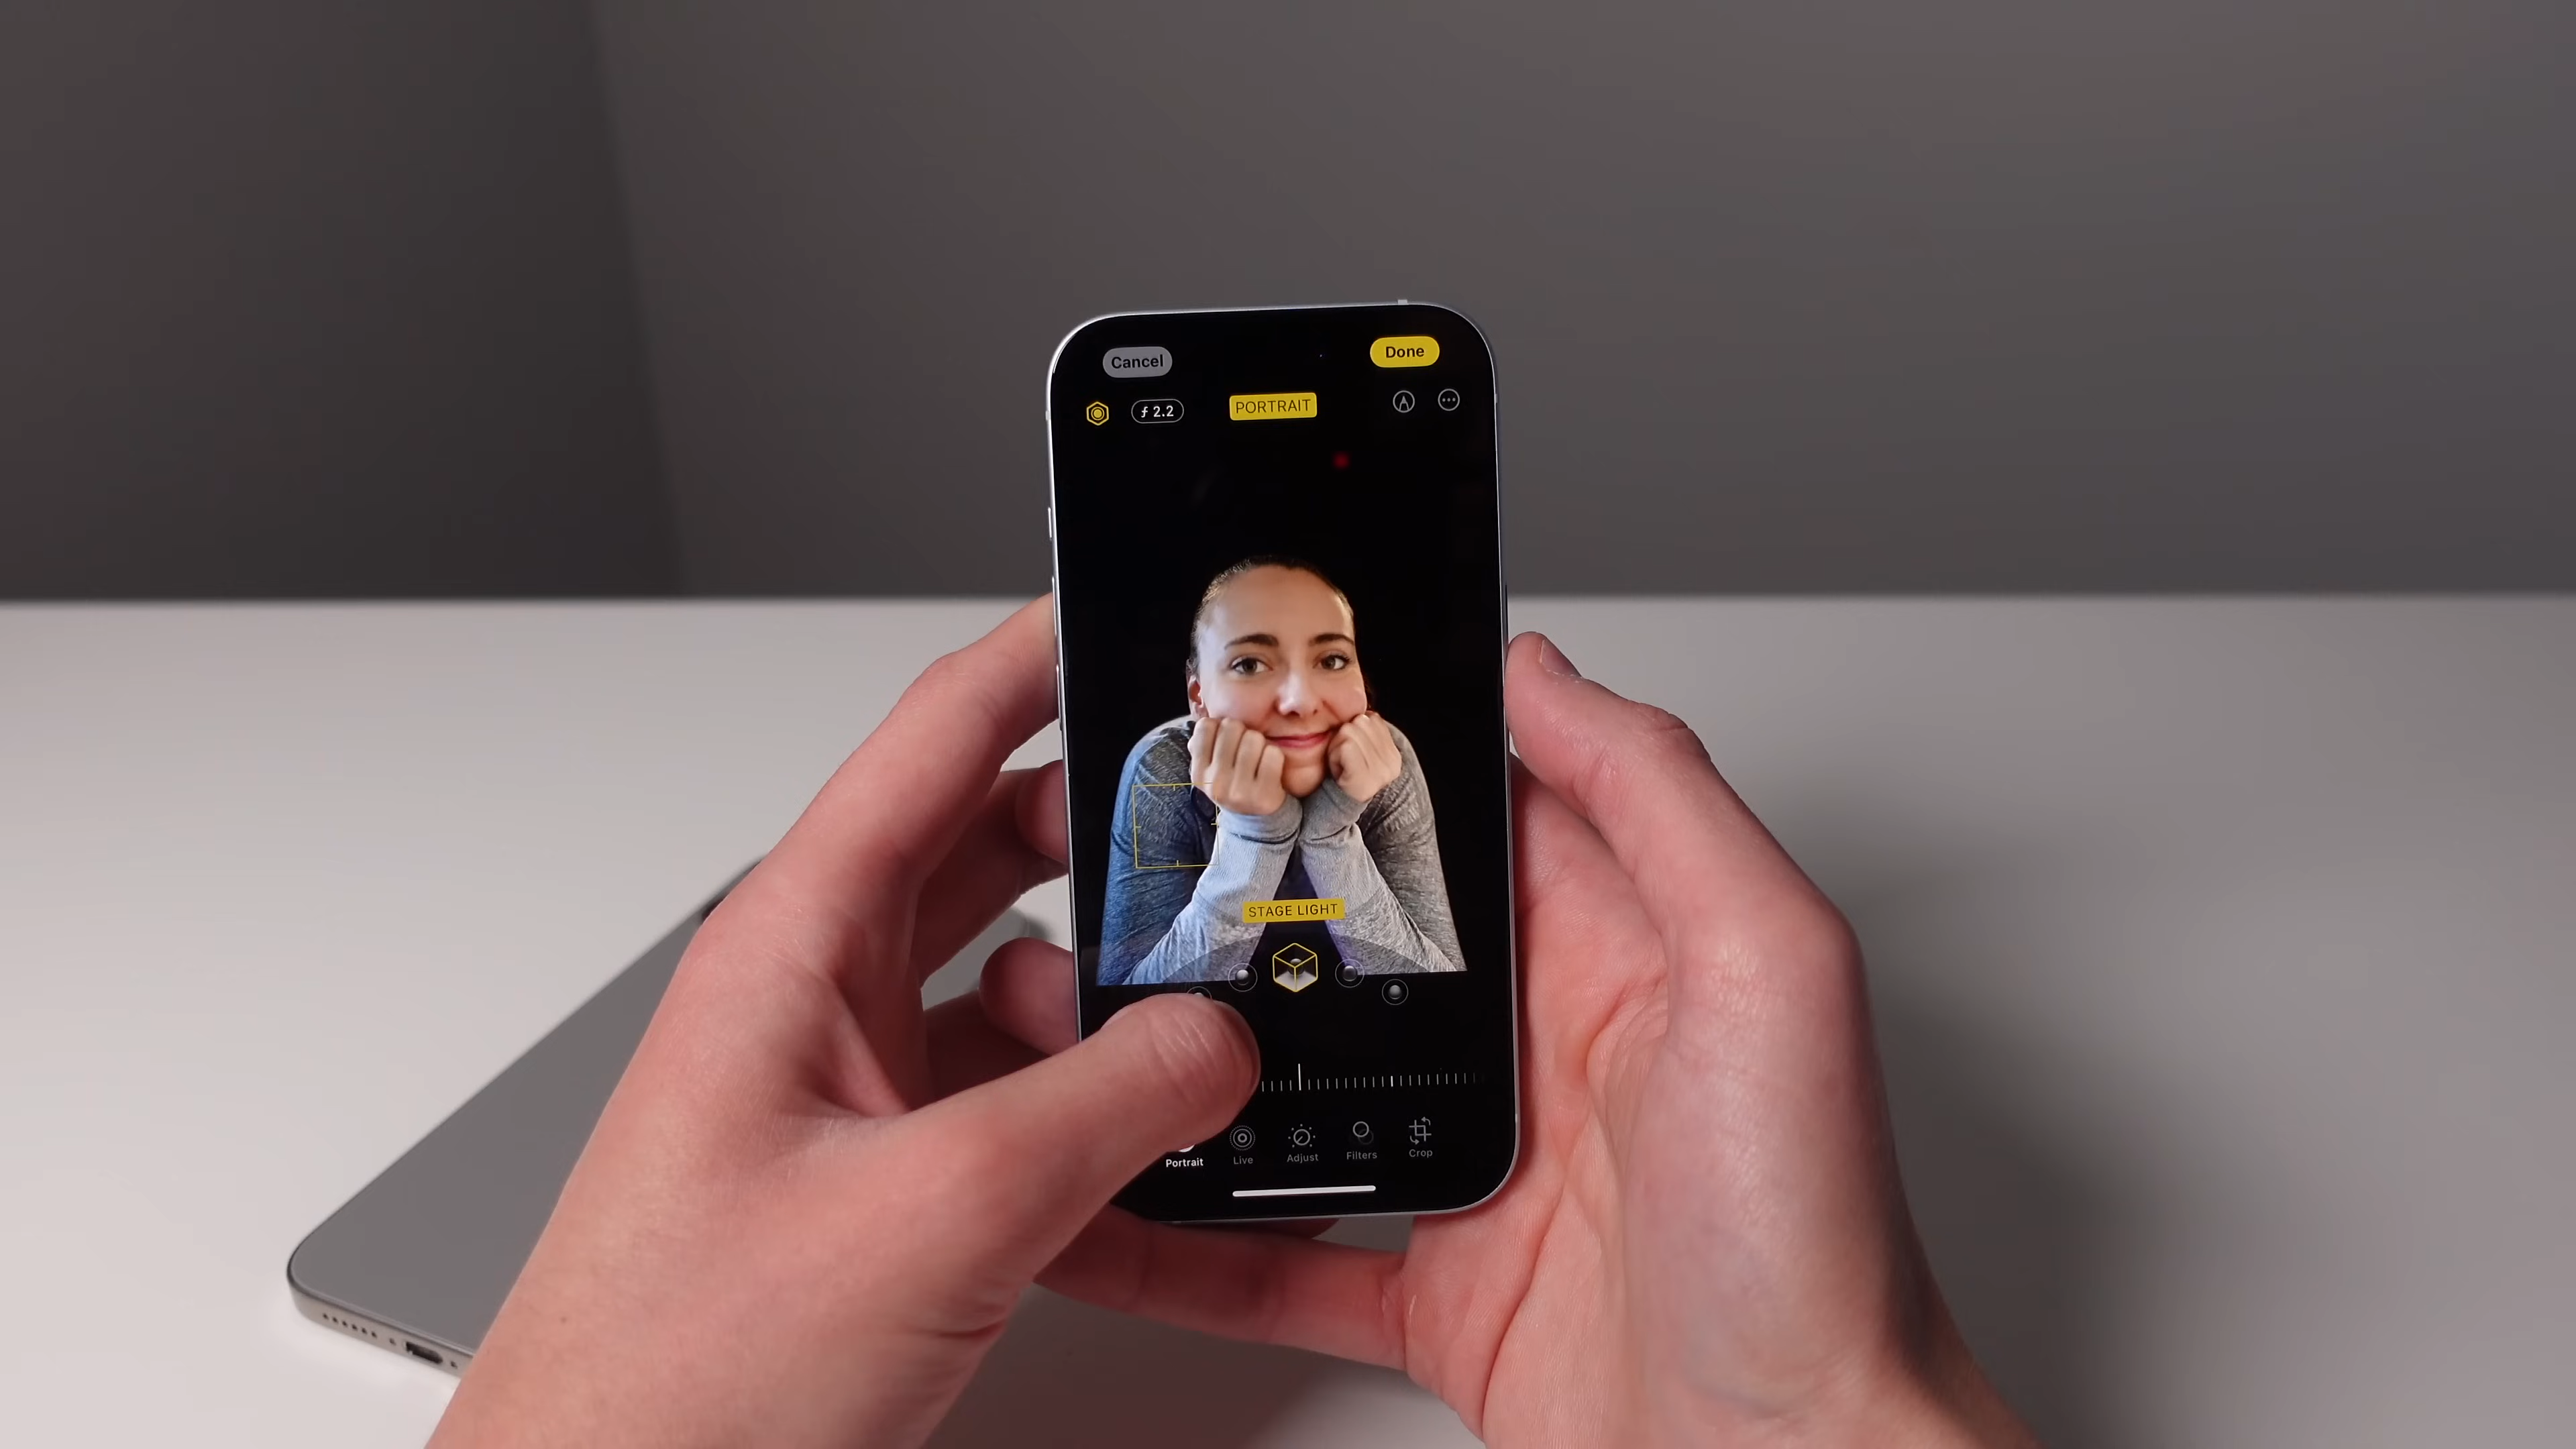 Cancel
Done
ƒ 2.2
PORTRAIT
STAGE LIGHT
Portrait
Live
Adjust
Filters
Crop